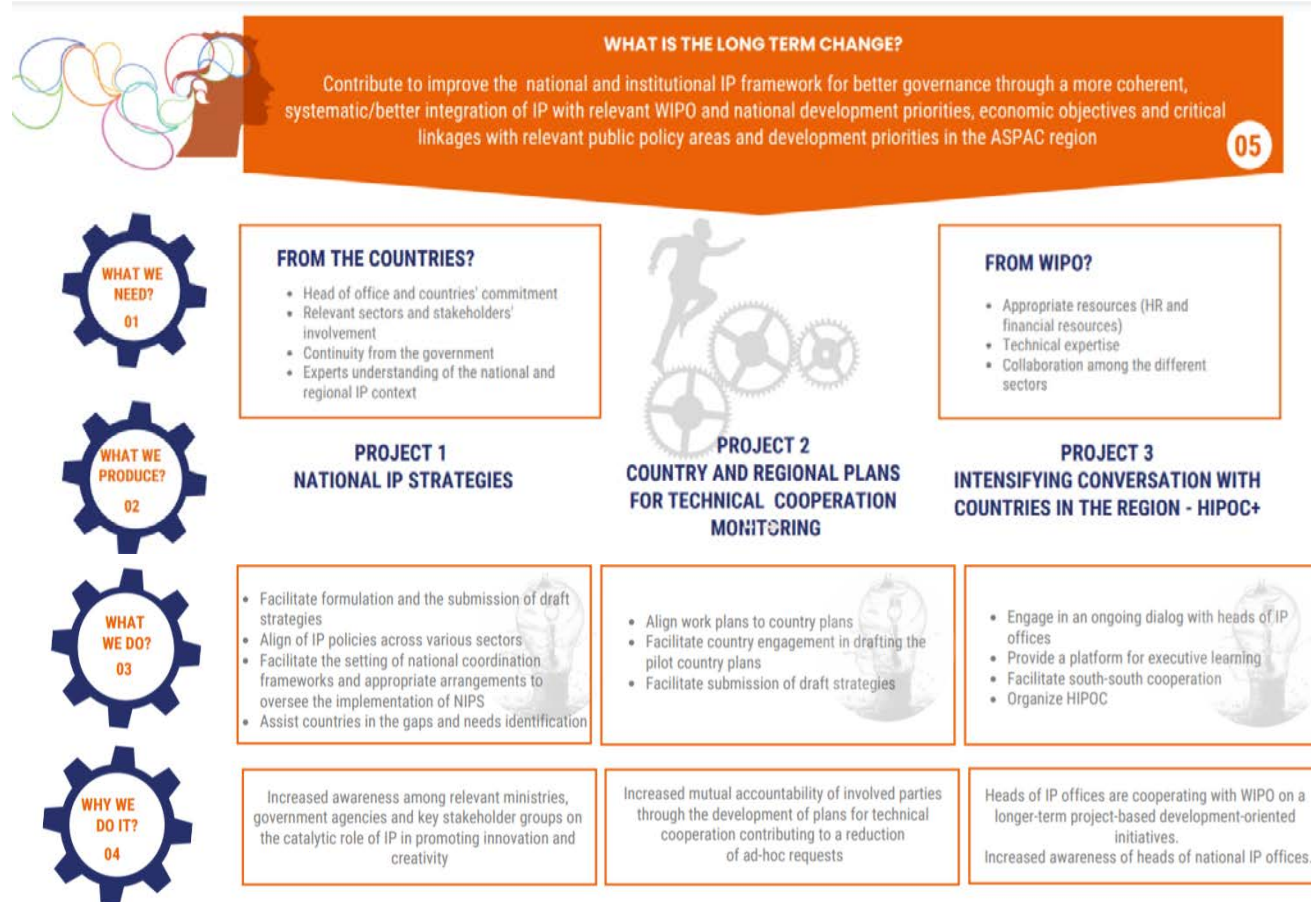 WHAT IS THE LONG TERM CHANGE?
Contribute to improve the national and institutional IP framework for better governance through a more coherent,
systematic/better integration of IP with relevant WIPO and national development priorities, economic objectives and critical
linkages with relevant public policy areas and development priorities in the ASPAC region
05
WHAT WE
NEED?
01
FROM THE COUNTRIES?
• Head of office and countries' commitment
• Relevant sectors and stakeholders'
involvement
• Continuity from the government
• Experts understanding of the national and
regional IP context
FROM WIPO?
• Appropriate resources (HR and
financial resources)
• Technical expertise
• Collaboration among the different
sectors
WHAT WE
PRODUCE?
02
PROJECT 1
NATIONAL IP STRATEGIES
PROJECT 2
COUNTRY AND REGIONAL PLANS
FOR TECHNICAL COOPERATION
MONITORING
PROJECT 3
INTENSIFYING CONVERSATION WITH
COUNTRIES IN THE REGION - HIPOC+
WHAT
WE DO?
03
• Facilitate formulation and the submission of draft
strategies
• Align of IP policies across various sectors
• Facilitate the setting of national coordination
frameworks and appropriate arrangements to
oversee the implementation of NIPS
• Assist countries in the gaps and needs identification
• Align work plans to country plans
• Facilitate country engagement in drafting the
pilot country plans
• Facilitate submission of draft strategies
• Engage in an ongoing dialog with heads of IP
offices
• Provide a platform for executive learning
• Facilitate south-south cooperation
• Organize HIPOC
WHY WE
DO IT?
04
Increased awareness among relevant ministries,
government agencies and key stakeholder groups on
the catalytic role of IP in promoting innovation and
creativity
Increased mutual accountability of involved parties
through the development of plans for technical
cooperation contributing to a reduction
of ad-hoc requests
Heads of IP offices are cooperating with WIPO on a
longer-term project-based development-oriented
initiatives.
Increased awareness of heads of national IP offices.